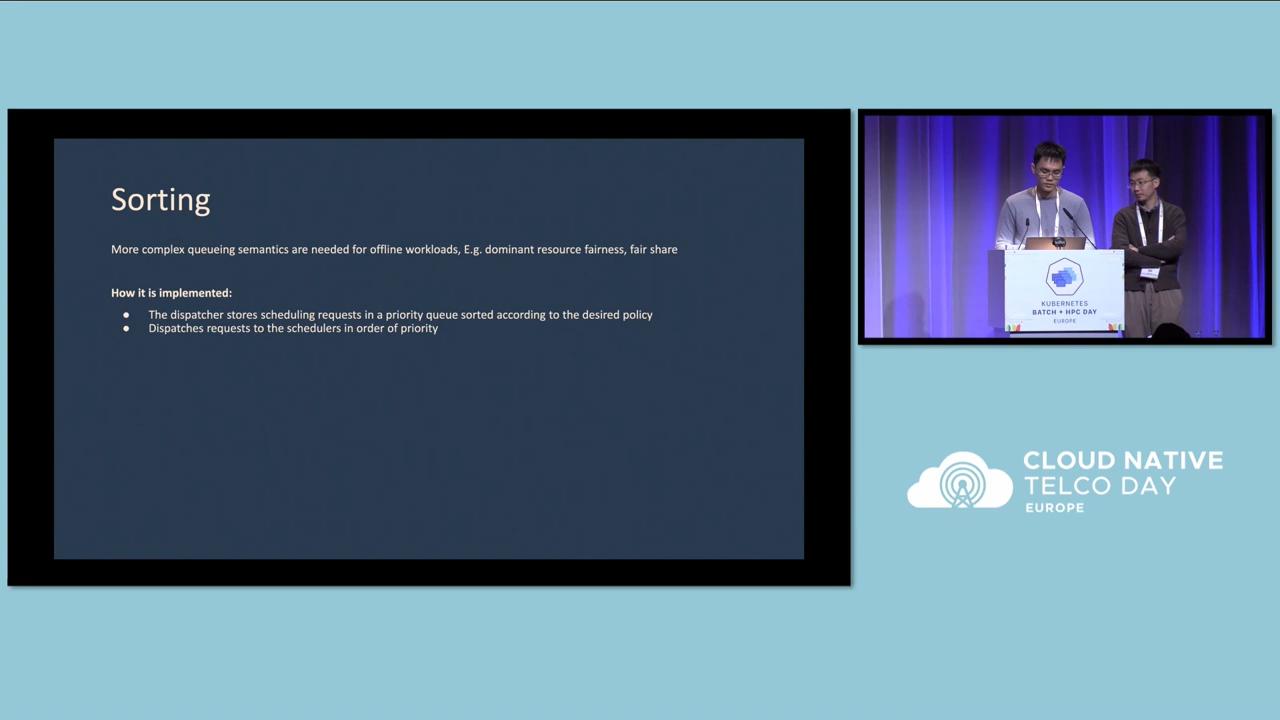 Sorting
More complex queueing semantics are needed for offline workloads, E.g. dominant resource fairness, fair share
How it is implemented:
● The dispatcher stores scheduling requests in a priority queue sorted according to the desired policy
● Dispatches requests to the schedulers in order of priority
KUBERNETES
BATCH + HPC DAY
EUROPE
CLOUD NATIVE
TELCO DAY
EUROPE